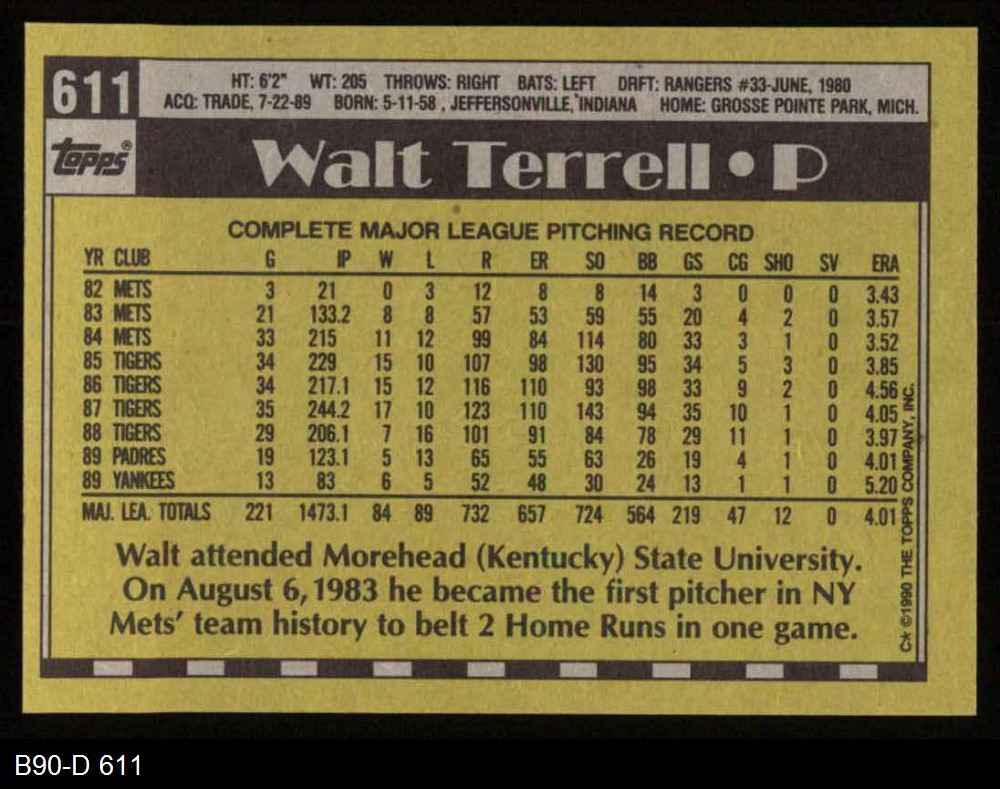 611
HT: 6'2" WT: 205 THROWS: RIGHT BATS: LEFT DRFT: RANGERS #33-JUNE, 1980
ACQ: TRADE, 7-22-89 BORN: 5-11-58 , JEFFERSONVILLE, INDIANA HOME: GROSSE POINTE PARK, MICH.
topps®
Walt Terrell • P
COMPLETE MAJOR LEAGUE PITCHING RECORD
YR CLUB G IP W L R ER SO BB GS CG SHO SV ERA
82 METS 3 21 0 3 12 8 8 14 3 0 0 0 3.43
83 METS 21 133.2 8 8 57 53 59 55 20 4 2 0 3.57
84 METS 33 215 11 12 99 84 114 80 33 3 1 0 3.52
85 TIGERS 34 229 15 10 107 98 130 95 34 5 3 0 3.85
86 TIGERS 34 217.1 15 12 116 110 93 98 33 9 2 0 4.56
87 TIGERS 35 244.2 17 10 123 110 143 94 35 10 1 0 4.05
88 TIGERS 29 206.1 7 16 101 91 84 78 29 11 1 0 3.97
89 PADRES 19 123.1 5 13 65 55 63 26 19 4 1 0 4.01
89 YANKEES 13 83 6 5 52 48 30 24 13 1 1 0 5.20
MAJ. LEA. TOTALS 221 1473.1 84 89 732 657 724 564 219 47 12 0 4.01
Walt attended Morehead (Kentucky) State University.
On August 6, 1983 he became the first pitcher in NY
Mets' team history to belt 2 Home Runs in one game.
C* ©1990 THE TOPPS COMPANY, INC.
B90-D 611